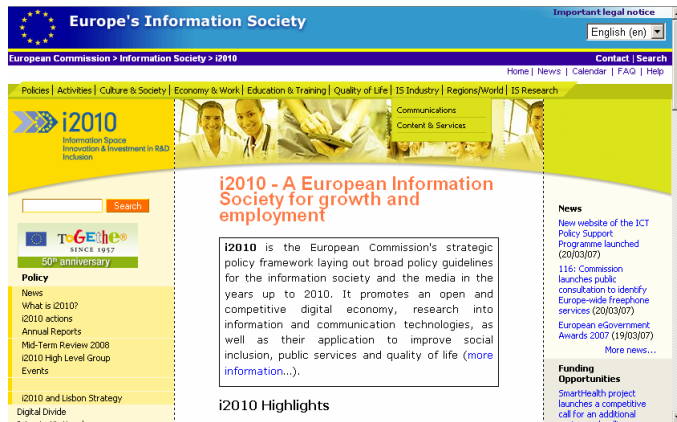 Important legal notice
Europe's Information Society
English (en)
European Commission > Information Society > i2010
Contact | Search
Home | News | Calendar | FAQ | Help
Policies | Activities | Culture & Society | Economy & Work | Education & Training | Quality of Life | IS Industry | Regions/World | IS Research
Communications
Content & Services
i2010
Information Space
Innovation & Investment in R&D
Inclusion
Search
ToGEthe®
SINCE 1957
50th anniversary
Policy
News
What is i2010?
i2010 actions
Annual Reports
Mid-Term Review 2008
i2010 High Level Group
Events
i2010 and Lisbon Strategy
Digital Divide
i2010 - A European Information
Society for growth and
employment
i2010 is the European Commission's strategic
policy framework laying out broad policy guidelines
for the information society and the media in the
years up to 2010. It promotes an open and
competitive digital economy, research into
information and communication technologies, as
well as their application to improve social
inclusion, public services and quality of life (more
information...).
i2010 Highlights
News
New website of the ICT
Policy Support
Programme launched
(20/03/07)
116: Commission
launches public
consultation to identify
Europe-wide freephone
services (20/03/07)
European eGovernment
Awards 2007 (19/03/07)
More news...
Funding
Opportunities
SmartHealth project
launches a competitive
call for an additional